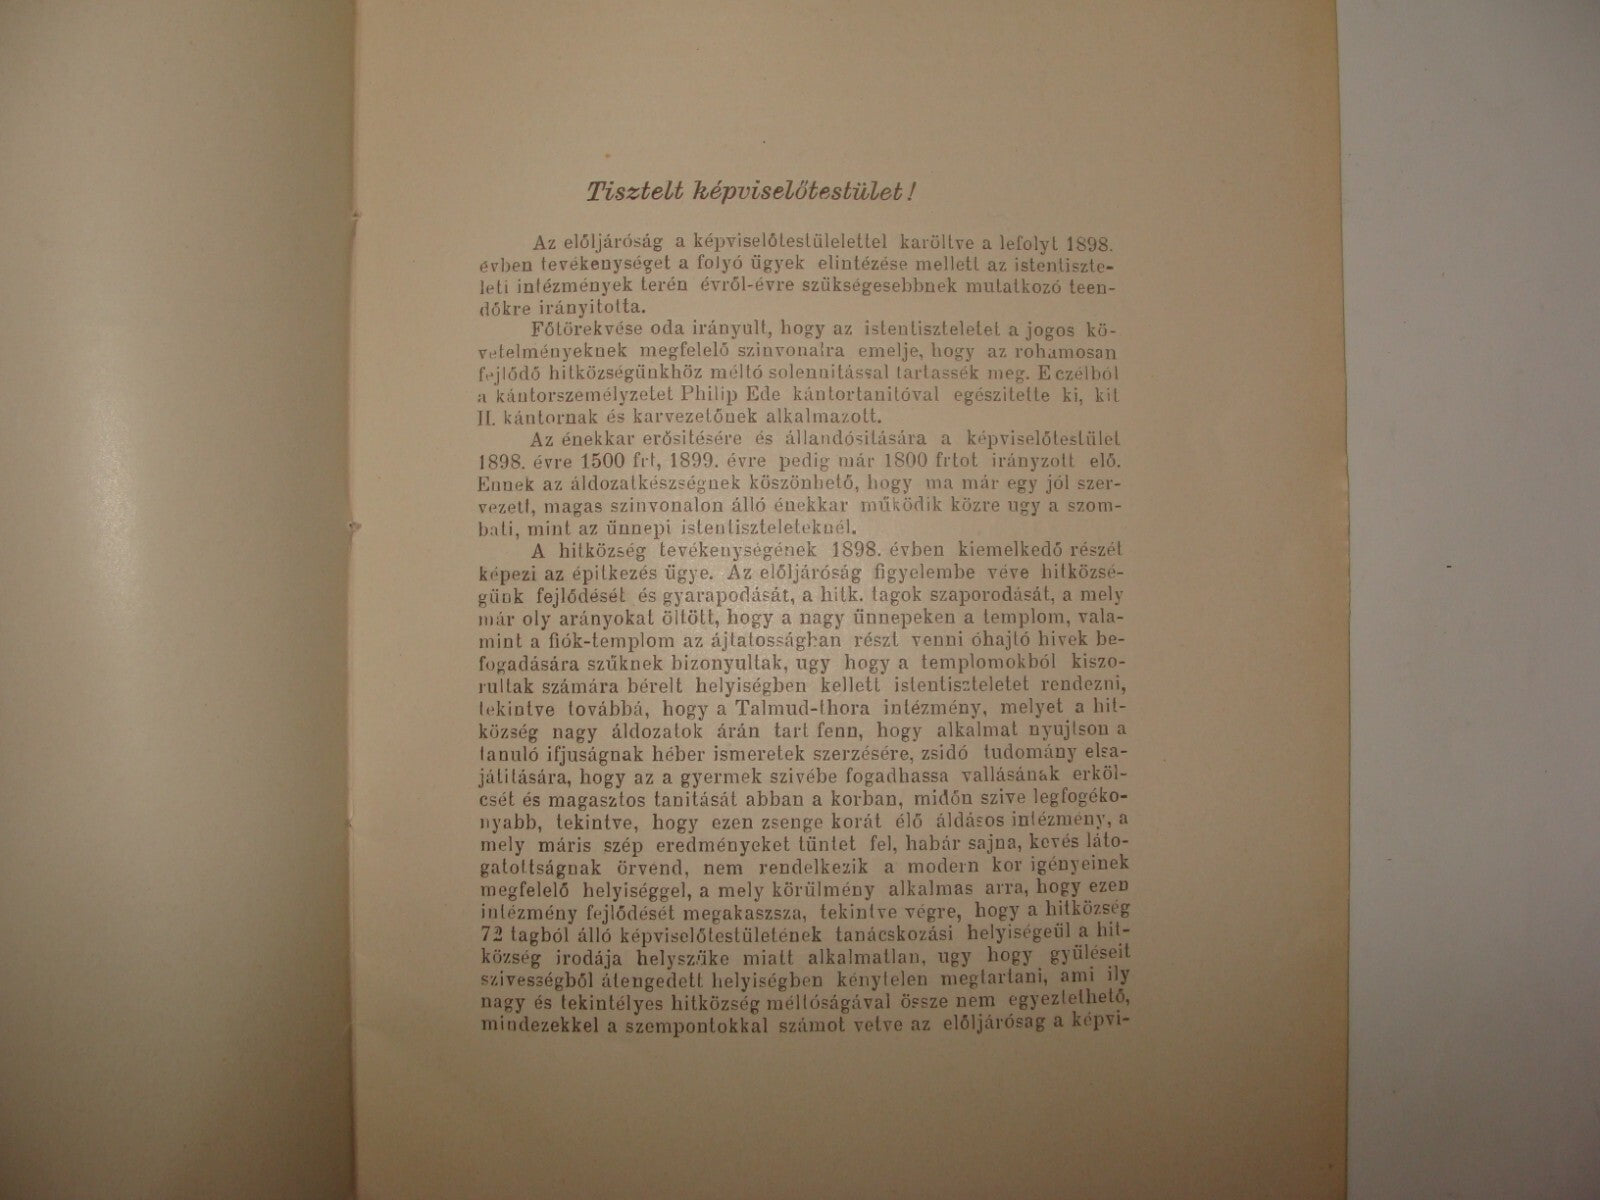 Tisztelt képviselőtestület!
Az előljáróság a képviselőtestülelettel karöltve a lefolyt 1898.
évben tevékenységet a folyó ügyek elintézése mellett az istentiszte-
leti intézmények terén évről-évre szükségesebbnek mutatkozó teen-
dőkre irányitotta.
Főtörekvése oda irányult, hogy az istentiszteletet a jogos kö-
vetelményeknek megfelelő szinvonalra emelje, hogy az rohamosan
fejlődő hitközségünkhöz méltó solennitással tartassék meg. E czélból
a kántorszemélyzetet Philip Ede kántortanitóval egészitette ki, kit
II. kántornak és karvezetőnek alkalmazott.
Az énekkar erősitésére és állandósitására a képviselőtestület
1898. évre 1500 frt, 1899. évre pedig már 1800 frtot irányzott elő.
Ennek az áldozatkészségnek köszönhető, hogy ma már egy jól szer-
vezett, magas szinvonalon álló énekkar működik közre ugy a szom-
bati, mint az ünnepi istentiszteleteknél.
A hitközség tevékenységének 1898. évben kiemelkedő részét
képezi az épitkezés ügye. Az előljáróság figyelembe véve hitközsé-
günk fejlődését és gyarapodását, a hitk. tagok szaporodását, a mely
már oly arányokat öltött, hogy a nagy ünnepeken a templom, vala-
mint a fiók-templom az ájtatosságban részt venni óhajtó hivek be-
fogadására szűknek bizonyultak, ugy hogy a templomokból kiszo-
rultak számára bérelt helyiségben kellett istentiszteletet rendezni,
tekintve továbbá, hogy a Talmud-thora intézmény, melyet a hit-
község nagy áldozatok árán tart fenn, hogy alkalmat nyujtson a
tanuló ifjuságnak héber ismeretek szerzésére, zsidó tudomány elsa-
játitására, hogy az a gyermek szivébe fogadhassa vallásának erköl-
csét és magasztos tanitását abban a korban, midőn szive legfogéko-
nyabb, tekintve, hogy ezen zsenge korát élő áldásos intézmény, a
mely máris szép eredményeket tüntet fel, habár sajna, kevés láto-
gatottságnak örvend, nem rendelkezik a modern kor igényeinek
megfelelő helyiséggel, a mely körülmény alkalmas arra, hogy ezen
intézmény fejlődését megakaszsza, tekintve végre, hogy a hitközség
72 tagból álló képviselőtestületének tanácskozási helyiségeül a hit-
község irodája helyszüke miatt alkalmatlan, ugy hogy gyüléseit
szivességből átengedett helyiségben kénytelen megtartani, ami ily
nagy és tekintélyes hitközség méltóságával össze nem egyeztethető,
mindezekkel a szempontokkal számot vetve az előljáróság a képvi-